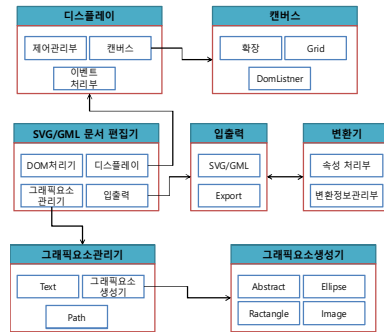 디스플레이
제어관리부
캔버스
이벤트
처리부
캔버스
확장
Grid
DomListner
SVG/GML 문서 편집기
DOM처리기
디스플레이
그래픽요소
관리기
입출력
입출력
SVG/GML
Export
변환기
속성 처리부
변환정보관리부
그래픽요소관리기
Text
그래픽요소
생성기
Path
그래픽요소생성기
Abstract
Ellipse
Ractangle
Image